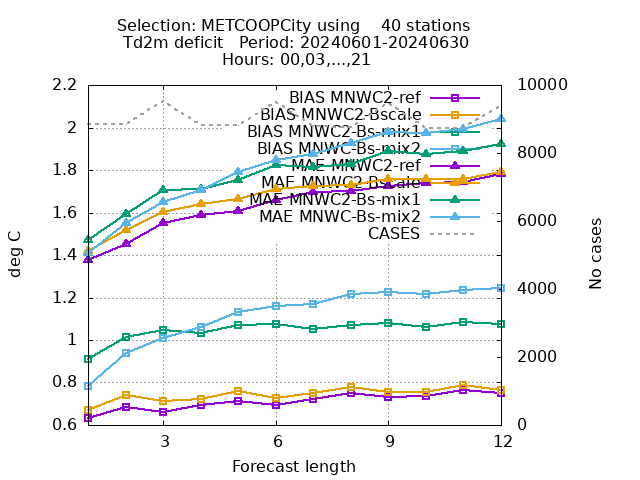 Selection: METCOOPCity using    40 stations
Td2m deficit   Period: 20240601-20240630
Hours: 00,03,...,21
2.2
2
1.8
1.6
1.4
1.2
1
0.8
0.6
10000
8000
6000
4000
2000
0
3
6
9
12
deg C
No cases
Forecast length
BIAS MNWC2-ref
BIAS MNWC2-Bscale
BIAS MNWC2-Bs-mix1
BIAS MNWC-Bs-mix2
MAE MNWC2-ref
MAE MNWC2-Bscale
MAE MNWC2-Bs-mix1
MAE MNWC-Bs-mix2
CASES